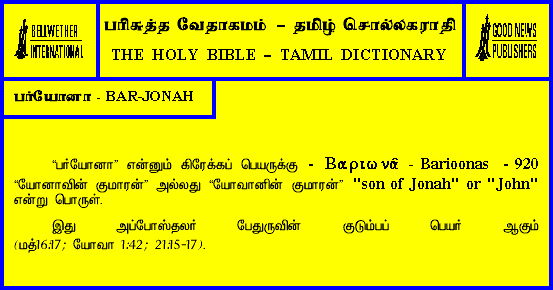 BELLWETHER
INTERNATIONAL
பரிசுத்த வேதாகமம் – தமிழ் சொல்லகராதி
THE HOLY BIBLE – TAMIL DICTIONARY
GOOD NEWS
PUBLISHERS
பர்யோனா - BAR-JONAH
“பர்யோனா” என்னும் கிரேக்கப் பெயருக்கு - Βαριωνᾶ - Barioonas - 920
“யோனாவின் குமாரன்” அல்லது “யோவானின் குமாரன்” "son of Jonah" or "John"
என்று பொருள்.
இது அப்போஸ்தலர் பேதுருவின் குடும்பப் பெயர் ஆகும்
(மத்16:17; யோவா 1:42; 21:15-17).